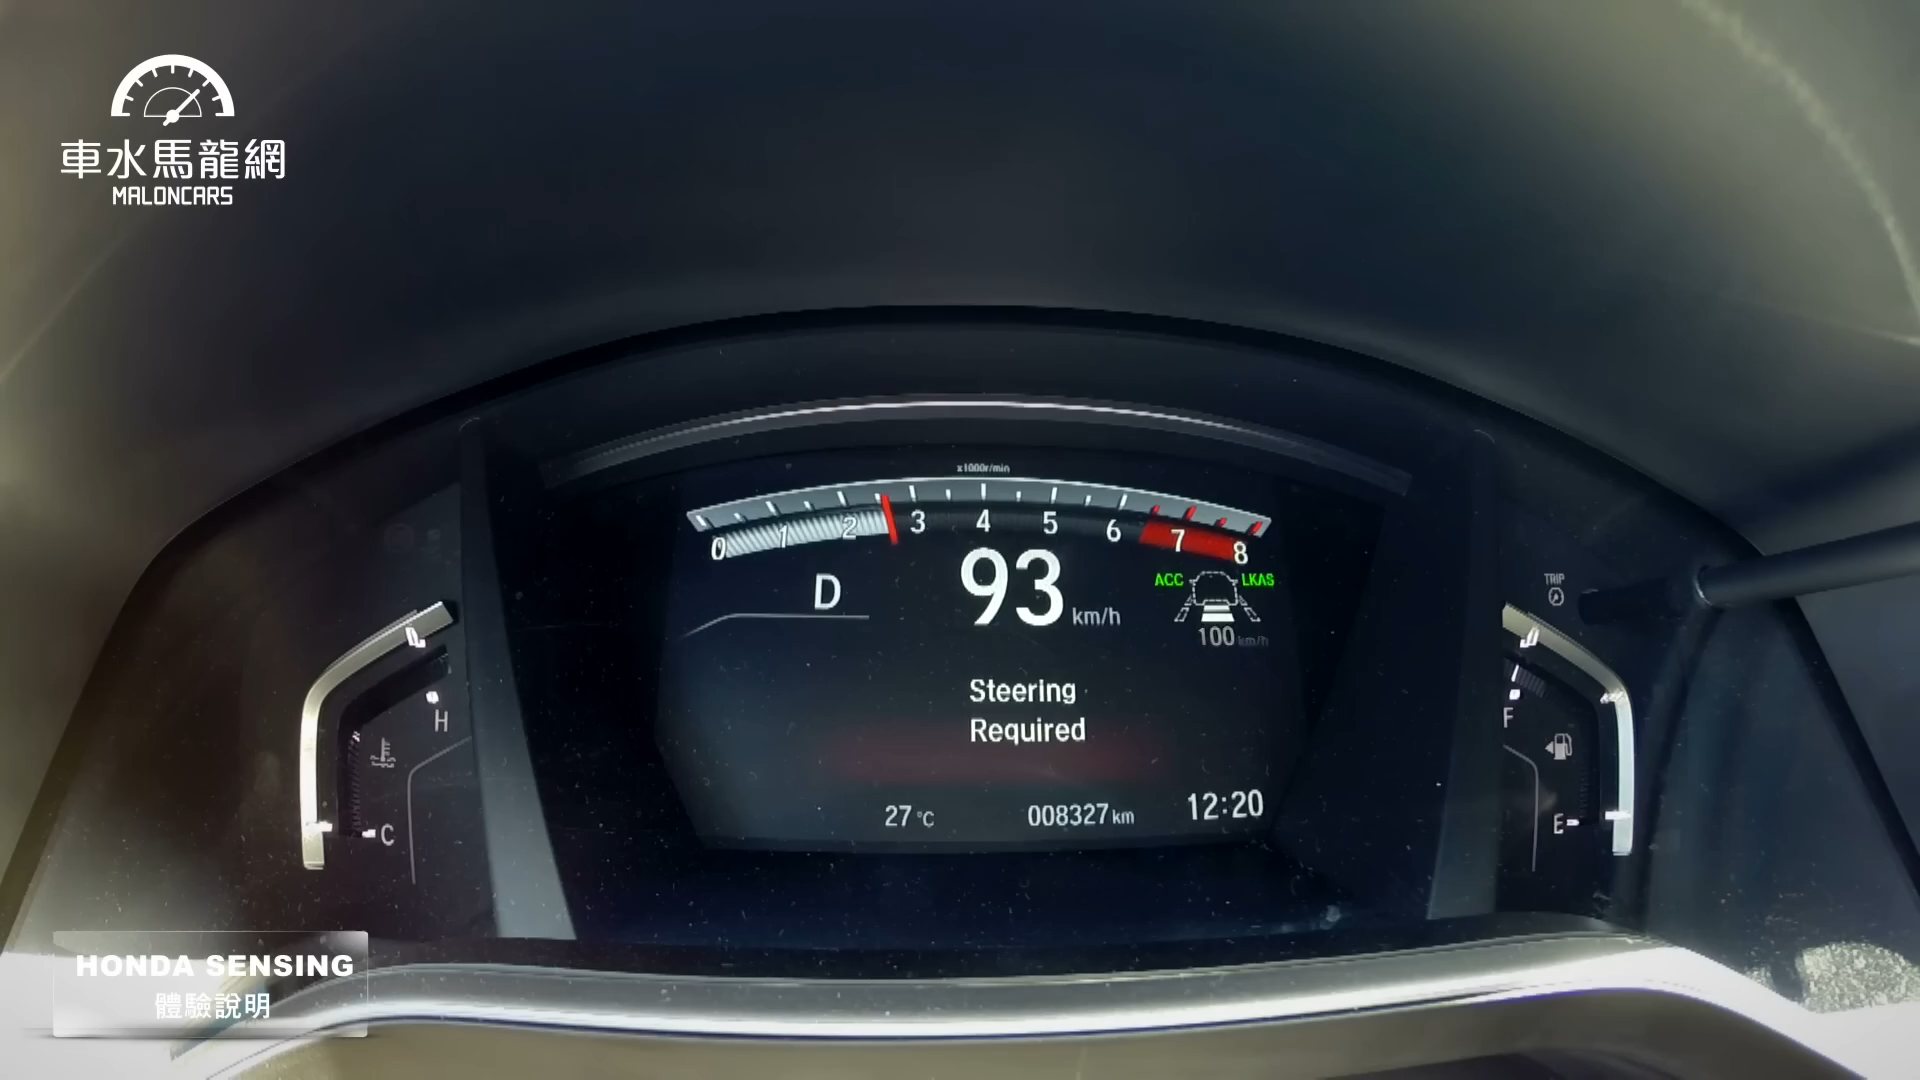 車水馬龍網
MALONCARS
x1000r/min
0 1 2 3 4 5 6 7 8
D
93 km/h
ACC LKAS
100 km/h
TRIP
Steering
Required
H
C
F
E
27 °C
008327 km
12:20
HONDA SENSING
體驗說明